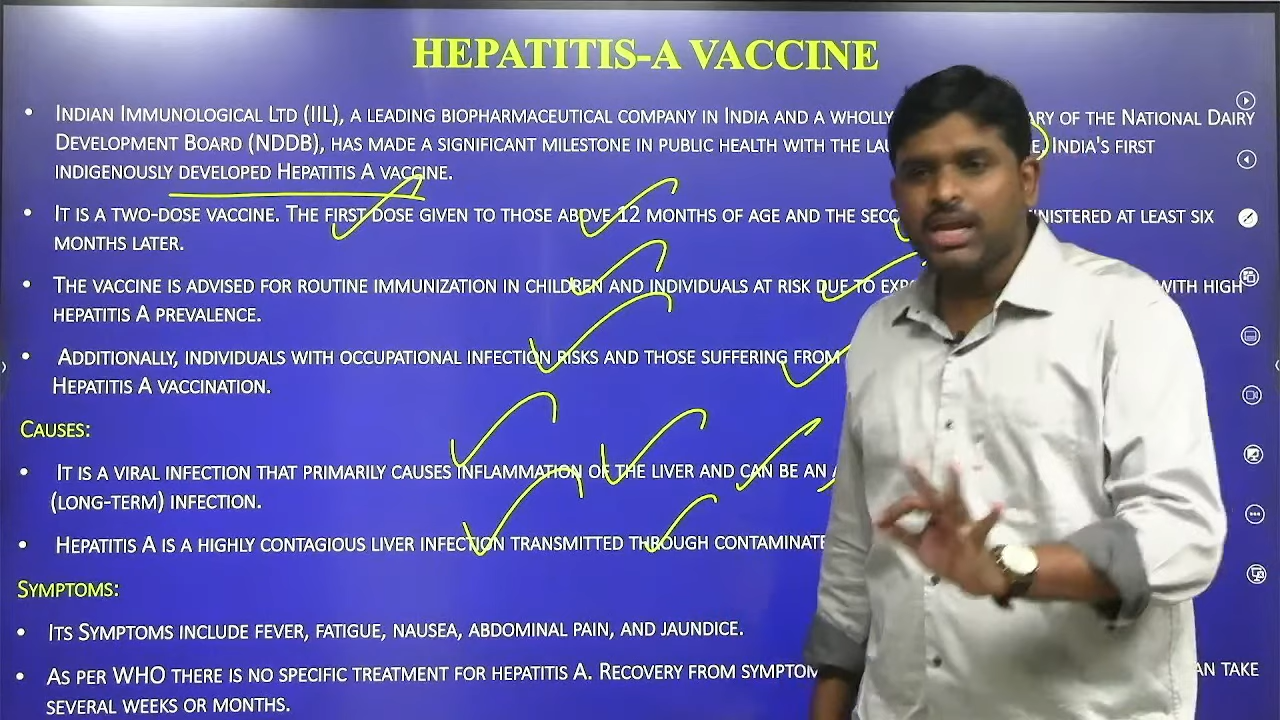 HEPATITIS-A VACCINE
• INDIAN IMMUNOLOGICAL LTD (IIL), A LEADING BIOPHARMACEUTICAL COMPANY IN INDIA AND A WHOLLY ARY OF THE NATIONAL DAIRY
DEVELOPMENT BOARD (NDDB), HAS MADE A SIGNIFICANT MILESTONE IN PUBLIC HEALTH WITH THE INDIA'S FIRST
INDIGENOUSLY DEVELOPED HEPATITIS A VACCINE.
• IT IS A TWO-DOSE VACCINE. THE FIRST DOSE GIVEN TO THOSE ABOVE 12 MONTHS OF AGE AND THE INISTERED AT LEAST SIX
MONTHS LATER.
• THE VACCINE IS ADVISED FOR ROUTINE IMMUNIZATION IN CHILDREN AND INDIVIDUALS AT RISK DUE TO WITH HIGH
HEPATITIS A PREVALENCE.
• ADDITIONALLY, INDIVIDUALS WITH OCCUPATIONAL INFECTION RISKS AND THOSE SUFFERING FROM
HEPATITIS A VACCINATION.
CAUSES:
• IT IS A VIRAL INFECTION THAT PRIMARILY CAUSES INFLAMMATION OF THE LIVER AND CAN BE AN
(LONG-TERM) INFECTION.
• HEPATITIS A IS A HIGHLY CONTAGIOUS LIVER INFECTION TRANSMITTED THROUGH CONTAMINATE
SYMPTOMS:
• ITS SYMPTOMS INCLUDE FEVER, FATIGUE, NAUSEA, ABDOMINAL PAIN, AND JAUNDICE.
• AS PER WHO THERE IS NO SPECIFIC TREATMENT FOR HEPATITIS A. RECOVERY FROM SYMPTOM AN TAKE
SEVERAL WEEKS OR MONTHS.